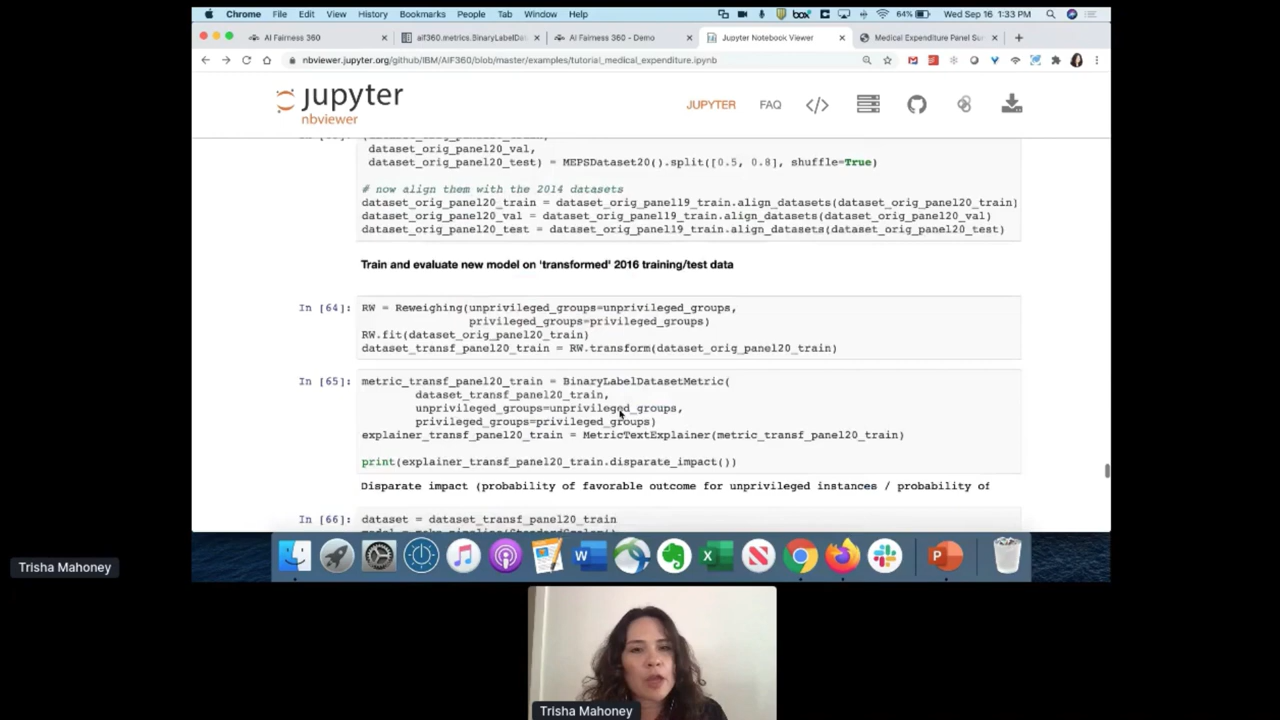 Chrome File Edit View History Bookmarks People Tab Window Help
box 64% Wed Sep 16 1:33 PM
AI Fairness 360
aif360.metrics.BinaryLabelDat
AI Fairness 360 - Demo
Jupyter Notebook Viewer
Medical Expenditure Panel Su
nbviewer.jupyter.org/github/IBM/AIF360/blob/master/examples/tutorial_medical_expenditure.ipynb
jupyter
nbviewer
JUPYTER FAQ </>
dataset_orig_panel20_val,
dataset_orig_panel20_test) = MEPSDataset20().split([0.5, 0.8], shuffle=True)
# now align them with the 2014 datasets
dataset_orig_panel20_train = dataset_orig_panel19_train.align_datasets(dataset_orig_panel20_train)
dataset_orig_panel20_val = dataset_orig_panel19_train.align_datasets(dataset_orig_panel20_val)
dataset_orig_panel20_test = dataset_orig_panel19_train.align_datasets(dataset_orig_panel20_test)
Train and evaluate new model on 'transformed' 2016 training/test data
In [64]: RW = Reweighing(unprivileged_groups=unprivileged_groups,
privileged_groups=privileged_groups)
RW.fit(dataset_orig_panel20_train)
dataset_transf_panel20_train = RW.transform(dataset_orig_panel20_train)
In [65]: metric_transf_panel20_train = BinaryLabelDatasetMetric(
dataset_transf_panel20_train,
unprivileged_groups=unprivileged_groups,
privileged_groups=privileged_groups)
explainer_transf_panel20_train = MetricTextExplainer(metric_transf_panel20_train)
print(explainer_transf_panel20_train.disparate_impact())
Disparate impact (probability of favorable outcome for unprivileged instances / probability of
In [66]: dataset = dataset_transf_panel20_train
Trisha Mahoney
Trisha Mahoney